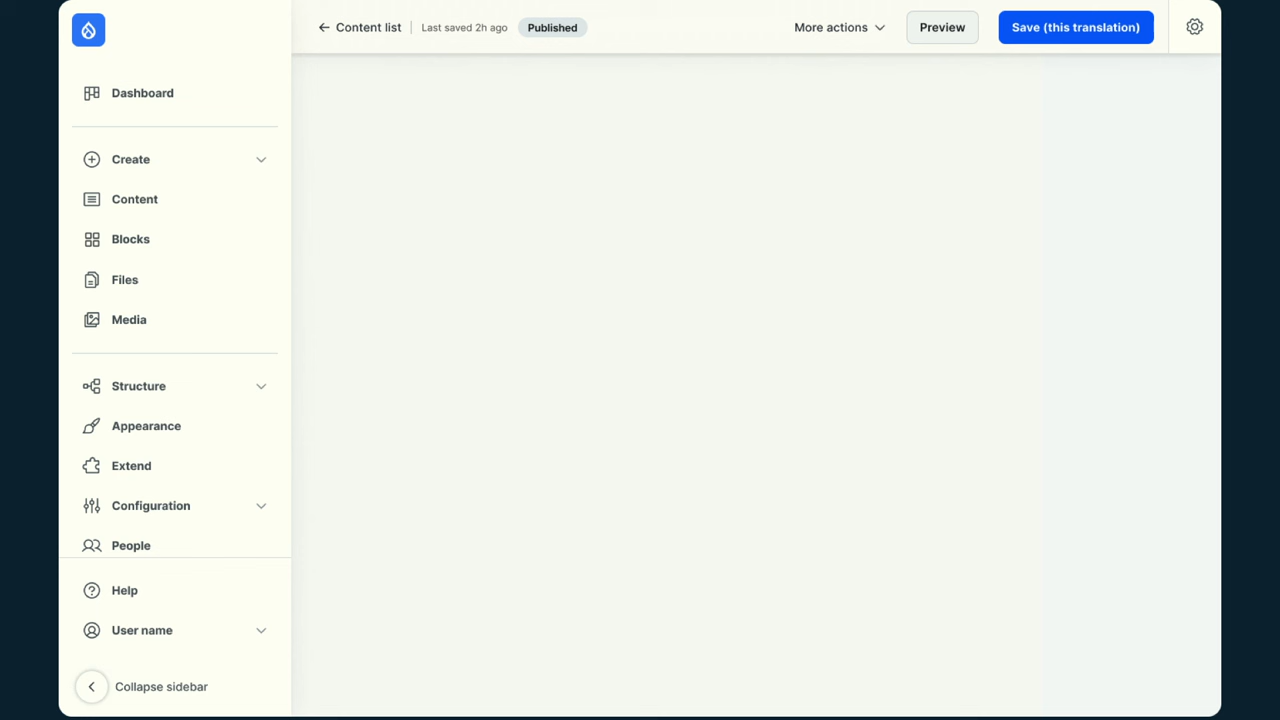 Content list
Last saved 2h ago
Published
More actions
Preview
Save (this translation)
Dashboard
Create
Content
Blocks
Files
Media
Structure
Appearance
Extend
Configuration
People
Help
User name
Collapse sidebar